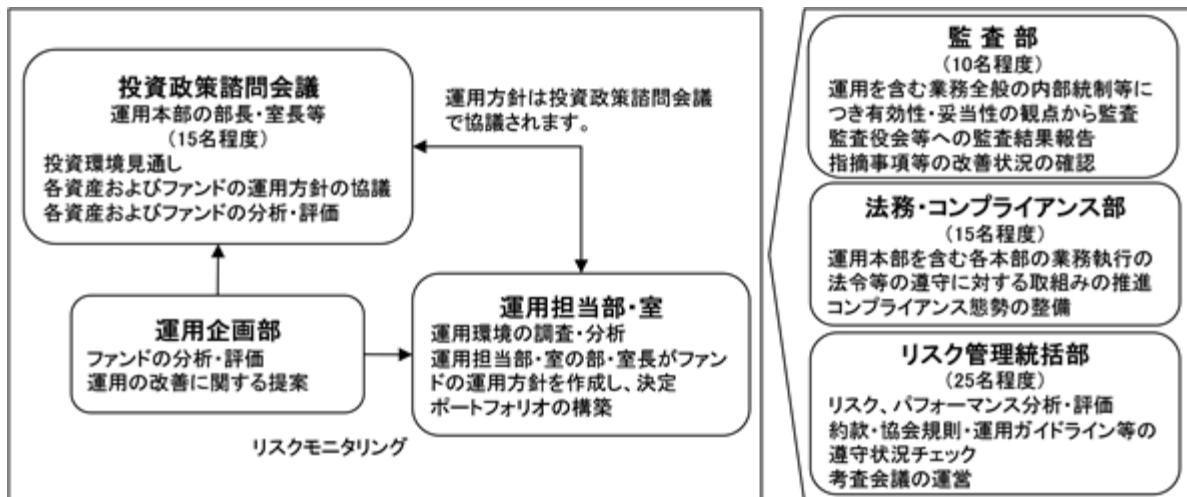 投資政策諮問会議
運用本部の部長・室長等
(15名程度)
投資環境見通し
各資産およびファンドの運用方針の協議
各資産およびファンドの分析・評価
運用方針は投資政策諮問会議
で協議されます。
運用企画部
ファンドの分析・評価
運用の改善に関する提案
運用担当部・室
運用環境の調査・分析
運用担当部・室の部・室長がファン
ドの運用方針を作成し、決定
ポートフォリオの構築
リスクモニタリング
監 査 部
(10名程度)
運用を含む業務全般の内部統制等に
つき有効性・妥当性の観点から監査
監査役会等への監査結果報告
指摘事項等の改善状況の確認
法務・コンプライアンス部
(15名程度)
運用本部を含む各本部の業務執行の
法令等の遵守に対する取組みの推進
コンプライアンス態勢の整備
リスク管理統括部
(25名程度)
リスク、パフォーマンス分析・評価
約款・協会規則・運用ガイドライン等の
遵守状況チェック
考査会議の運営